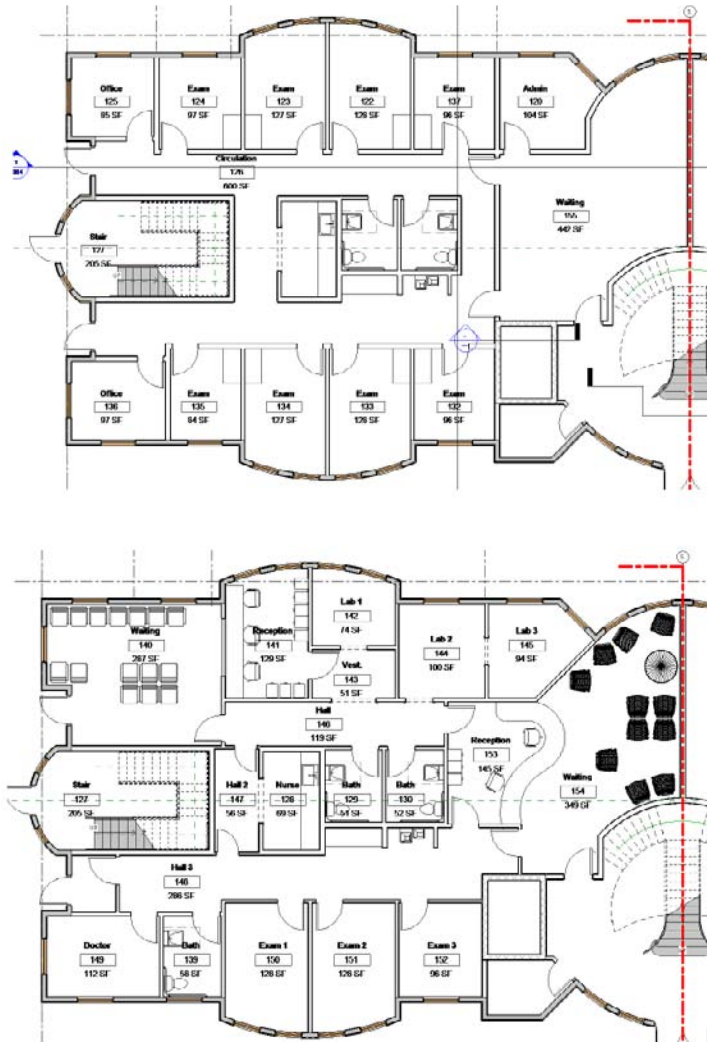 Office
125
85 SF
Exam
124
97 SF
Exam
123
127 SF
Exam
122
128 SF
Exam
137
96 SF
Admin
120
104 SF
Circulation
126
600 SF
Waiting
155
442 SF
Stair
127
205 SF
Office
136
97 SF
Exam
135
84 SF
Exam
134
127 SF
Exam
133
128 SF
Exam
132
96 SF
Lab 1
142
74 SF
Waiting
140
287 SF
Reception
141
129 SF
Lab 2
144
100 SF
Lab 3
145
94 SF
Vest.
143
51 SF
Hall
146
119 SF
Reception
153
145 SF
Waiting
154
349 SF
Stair
127
205 SF
Hall 2
147
56 SF
Nurse
128
69 SF
Bath
129
51 SF
Bath
130
52 SF
Hall 3
148
286 SF
Doctor
149
112 SF
Bath
139
58 SF
Exam 1
150
128 SF
Exam 2
151
128 SF
Exam 3
152
96 SF